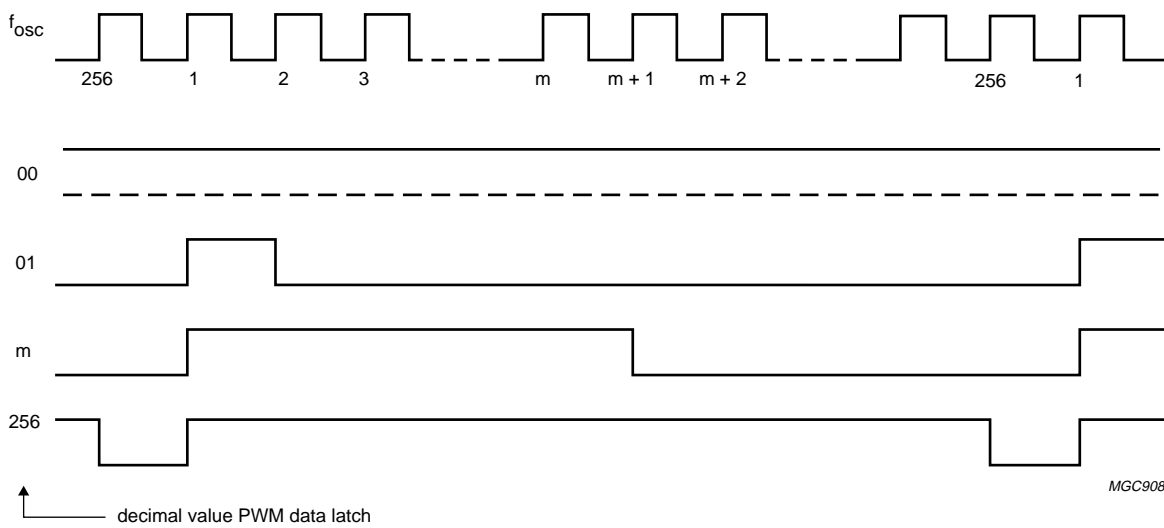 fosc
256 1 2 3 m m + 1 m + 2 256 1
00
01
m
256
MGC908
decimal value PWM data latch